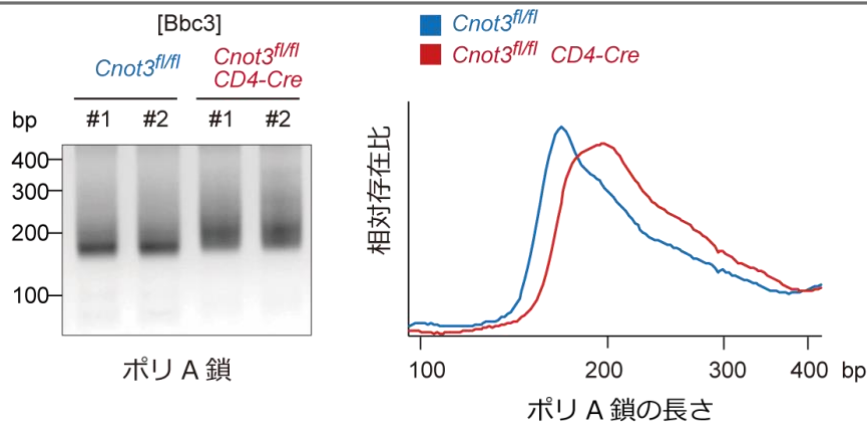 [Bbc3]
Cnot3fl/fl
Cnot3fl/fl
CD4-Cre
bp #1 #2 #1 #2
400
300
200
100
ポリ A 鎖
Cnot3fl/fl
Cnot3fl/fl CD4-Cre
相対存在比
100 200 300 400 bp
ポリ A 鎖の長さ